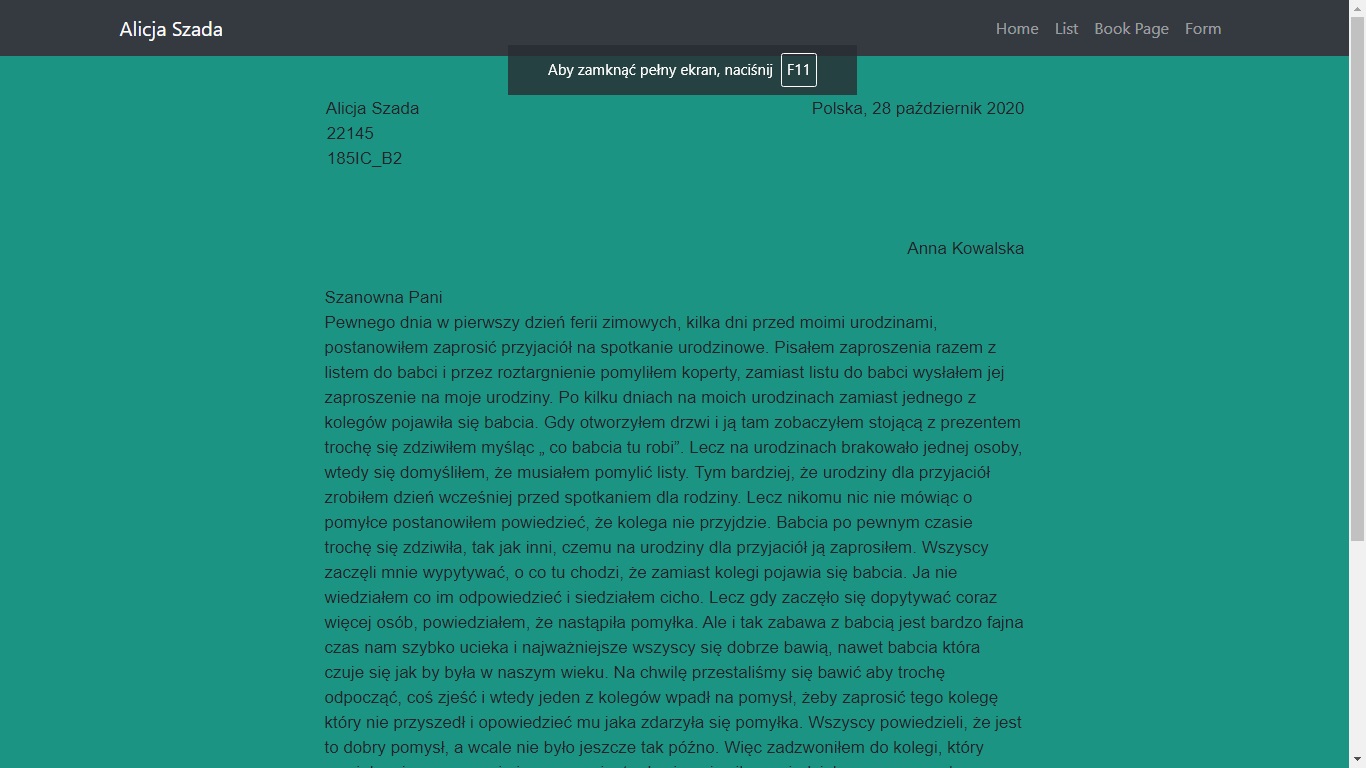 Alicja Szada Home List Book Page Form
Aby zamknąć pełny ekran, naciśnij F11
Alicja Szada Polska, 28 październik 2020
22145
185IC_B2
Anna Kowalska
Szanowna Pani
Pewnego dnia w pierwszy dzień ferii zimowych, kilka dni przed moimi urodzinami,
postanowiłem zaprosić przyjaciół na spotkanie urodzinowe. Pisałem zaproszenia razem z
listem do babci i przez roztargnienie pomyliłem koperty, zamiast listu do babci wysłałem jej
zaproszenie na moje urodziny. Po kilku dniach na moich urodzinach zamiast jednego z
kolegów pojawiła się babcia. Gdy otworzyłem drzwi i ją tam zobaczyłem stojącą z prezentem
trochę się zdziwiłem myśląc „ co babcia tu robi”. Lecz na urodzinach brakowało jednej osoby,
wtedy się domyśliłem, że musiałem pomylić listy. Tym bardziej, że urodziny dla przyjaciół
zrobiłem dzień wcześniej przed spotkaniem dla rodziny. Lecz nikomu nic nie mówiąc o
pomyłce postanowiłem powiedzieć, że kolega nie przyjdzie. Babcia po pewnym czasie
trochę się zdziwiła, tak jak inni, czemu na urodziny dla przyjaciół ją zaprosiłem. Wszyscy
zaczęli mnie wypytywać, o co tu chodzi, że zamiast kolegi pojawia się babcia. Ja nie
wiedziałem co im odpowiedzieć i siedziałem cicho. Lecz gdy zaczęło się dopytywać coraz
więcej osób, powiedziałem, że nastąpiła pomyłka. Ale i tak zabawa z babcią jest bardzo fajna
czas nam szybko ucieka i najważniejsze wszyscy się dobrze bawią, nawet babcia która
czuje się jak by była w naszym wieku. Na chwilę przestaliśmy się bawić aby trochę
odpocząć, coś zjeść i wtedy jeden z kolegów wpadł na pomysł, żeby zaprosić tego kolegę
który nie przyszedł i opowiedzieć mu jaka zdarzyła się pomyłka. Wszyscy powiedzieli, że jest
to dobry pomysł, a wcale nie było jeszcze tak późno. Więc zadzwoniłem do kolegi, który